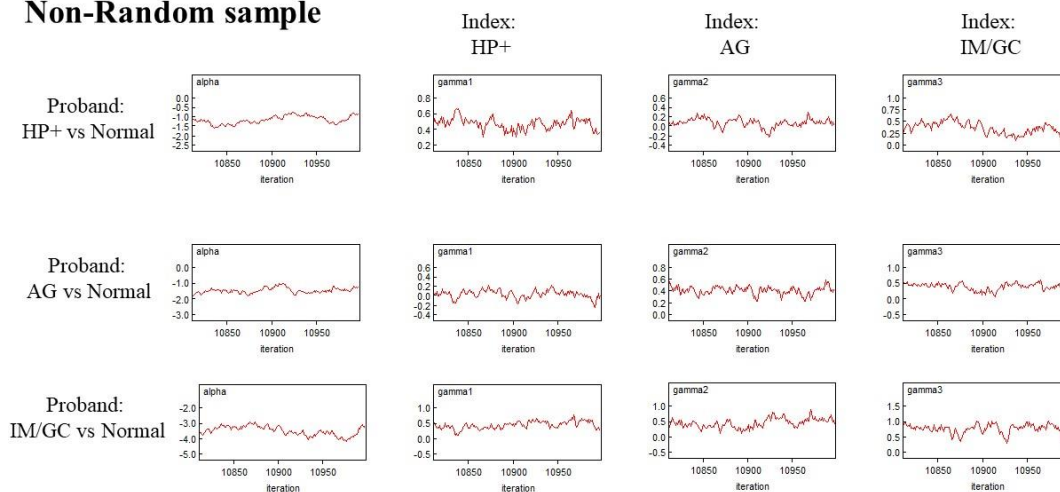 Non-Random sample
Index:
HP+
Index:
AG
Index:
IM/GC
Proband:
HP+ vs Normal
alpha
0.0
-0.5
-1.0
-1.5
-2.0
-2.5
10850 10900 10950
iteration
gamma1
0.8
0.6
0.4
0.2
10850 10900 10950
iteration
gamma2
0.6
0.4
0.2
0.0
-0.2
-0.4
10850 10900 10950
iteration
gamma3
1.0
0.75
0.5
0.25
0.0
10850 10900 10950
iteration
Proband:
AG vs Normal
alpha
0.0
-1.0
-2.0
-3.0
10850 10900 10950
iteration
gamma1
0.6
0.4
0.2
0.0
-0.2
-0.4
10850 10900 10950
iteration
gamma2
0.8
0.6
0.4
0.2
0.0
10850 10900 10950
iteration
gamma3
1.0
0.5
0.0
-0.5
10850 10900 10950
iteration
Proband:
IM/GC vs Normal
alpha
-2.0
-3.0
-4.0
-5.0
10850 10900 10950
iteration
gamma1
1.0
0.5
0.0
-0.5
10850 10900 10950
iteration
gamma2
1.0
0.5
0.0
-0.5
10850 10900 10950
iteration
gamma3
1.5
1.0
0.5
0.0
10850 10900 10950
iteration